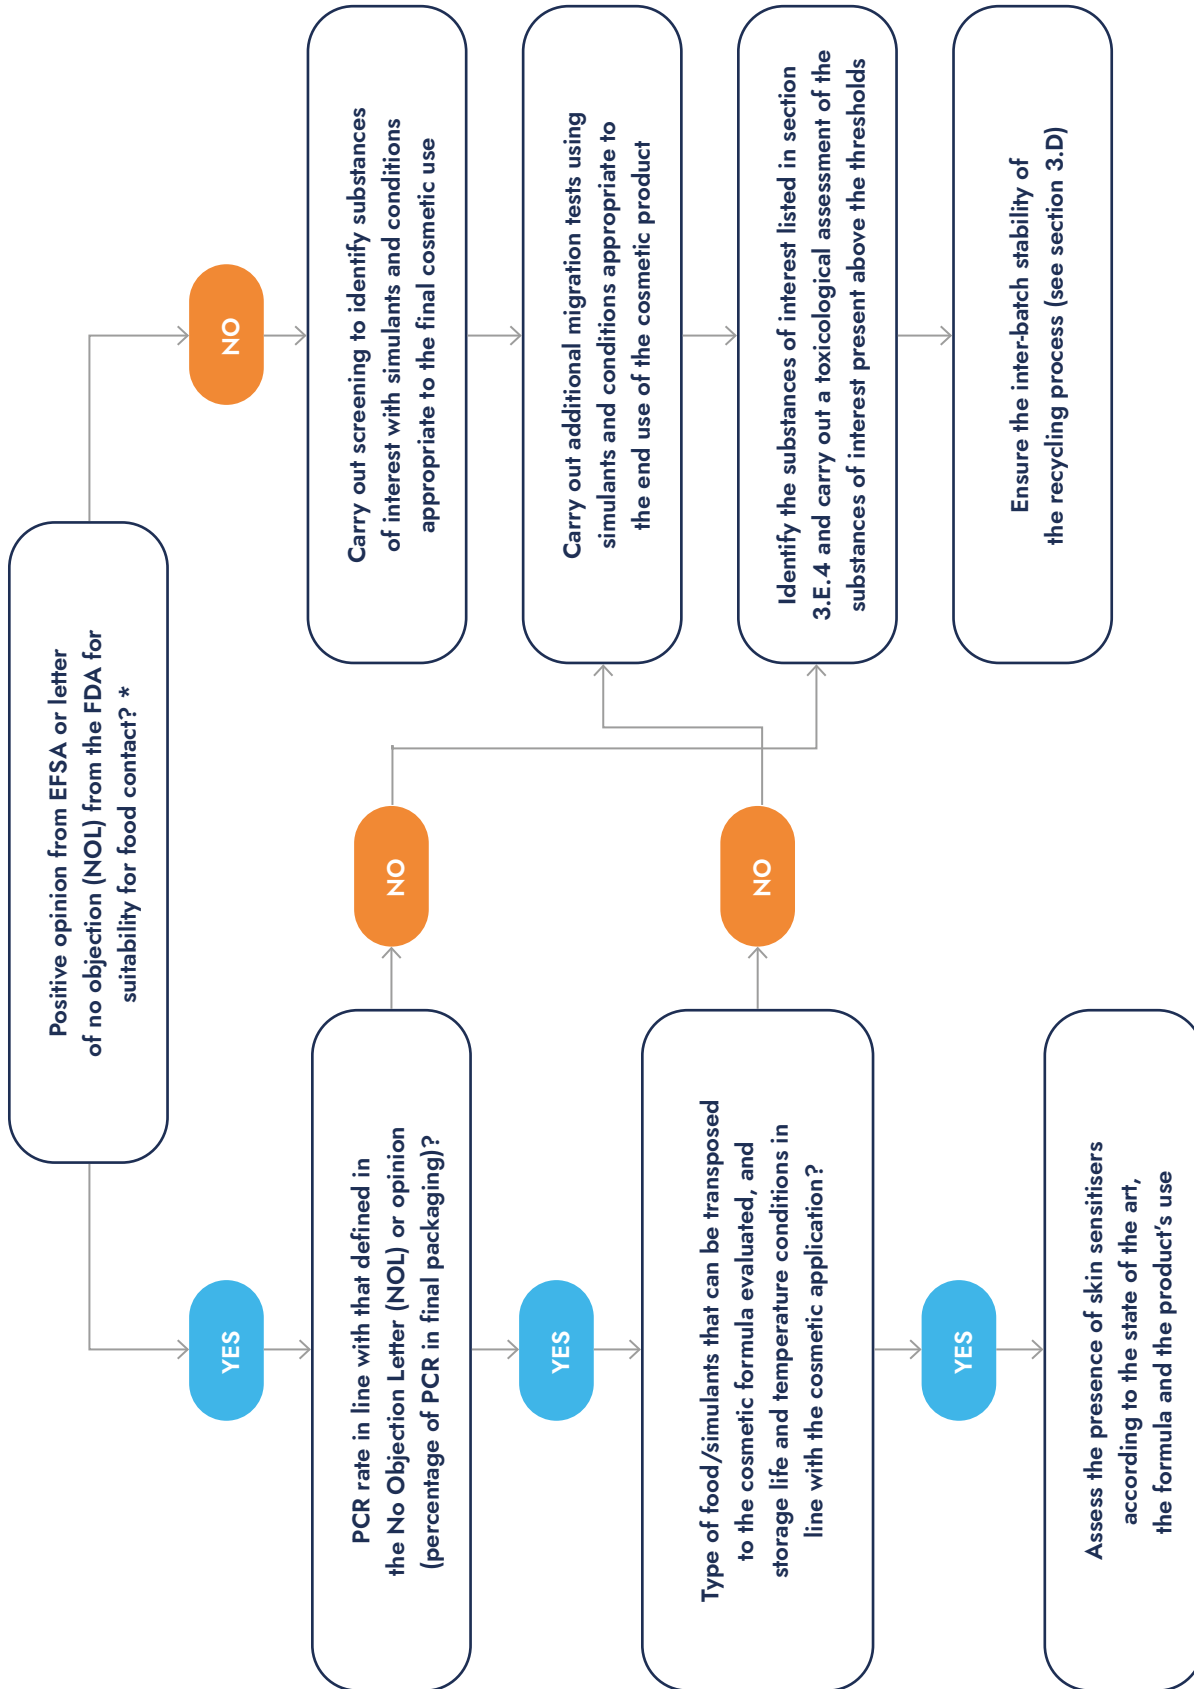 Positive opinion from EFSA or letter
of no objection (NOL) from the FDA for
suitability for food contact? *
YES
NO
PCR rate in line with that defined in
the No Objection Letter (NOL) or opinion
(percentage of PCR in final packaging)?
NO
Carry out screening to identify substances
of interest with simulants and conditions
appropriate to the final cosmetic use
YES
Carry out additional migration tests using
simulants and conditions appropriate to
the end use of the cosmetic product
Type of food/simulants that can be transposed
to the cosmetic formula evaluated, and
storage life and temperature conditions in
line with the cosmetic application?
NO
Identify the substances of interest listed in section
3.E.4 and carry out a toxicological assessment of the
substances of interest present above the thresholds
YES
Ensure the inter-batch stability of
the recycling process (see section 3.D)
Assess the presence of skin sensitisers
according to the state of the art,
the formula and the product's use